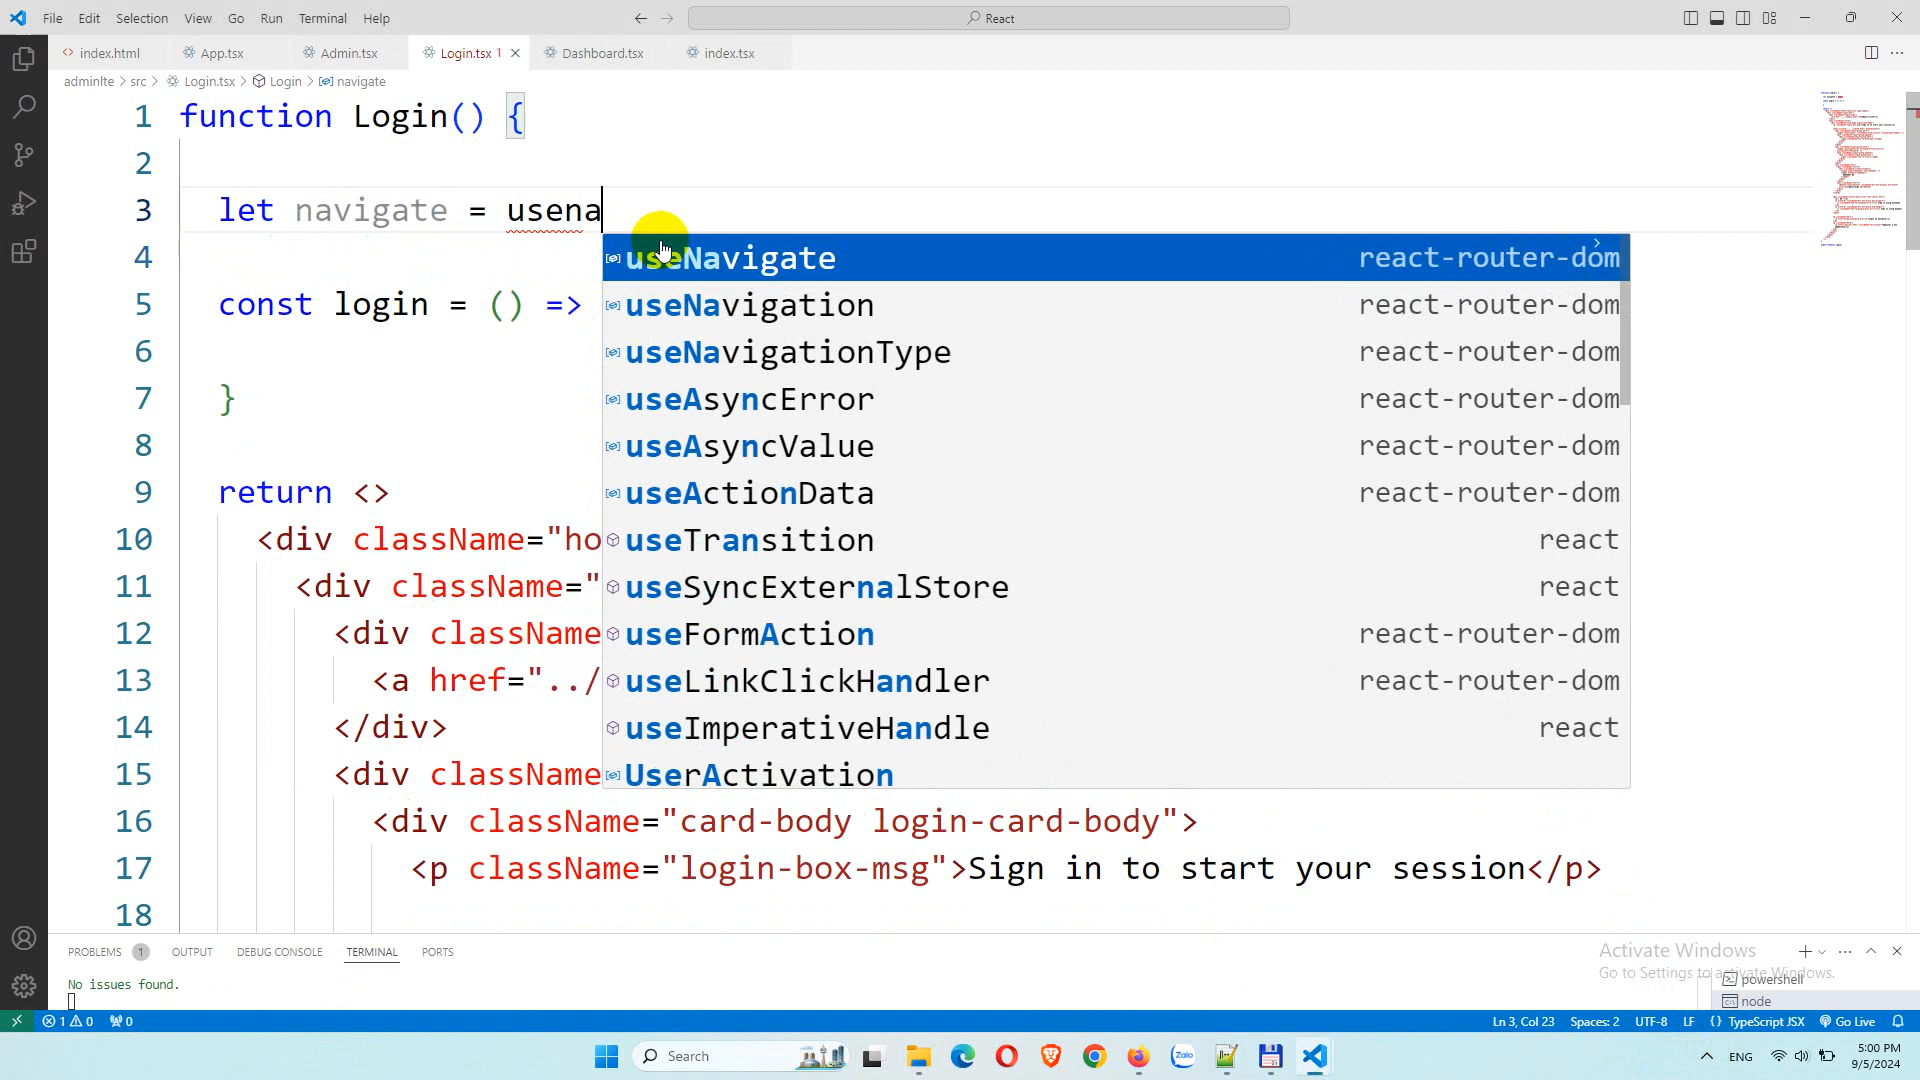 File Edit Selection View Go Run Terminal Help
React
index.html App.tsx Admin.tsx Login.tsx 1 Dashboard.tsx index.tsx
adminlte > src > Login.tsx > Login > navigate
1 function Login() {
2
3 let navigate = usena
useNavigate react-router-dom
4
useNavigation react-router-dom
5 const login = () =>
useNavigationType react-router-dom
6
useAsyncError react-router-dom
7 }
useAsyncValue react-router-dom
8
useActionData react-router-dom
9 return <>
useTransition react
10 <div className="ho
useSyncExternalStore react
11 <div className="
useFormAction react-router-dom
12 <div className
useLinkClickHandler react-router-dom
13 <a href="../
useImperativeHandle react
14 </div>
UserActivation
15 <div className
16 <div className="card-body login-card-body">
17 <p className="login-box-msg">Sign in to start your session</p>
18
PROBLEMS 1 OUTPUT DEBUG CONSOLE TERMINAL PORTS
No issues found.
Activate Windows
Go to Settings to activate Windows.
powershell
node
1 0 0 Ln 3, Col 23 Spaces: 2 UTF-8 LF {} TypeScript JSX Go Live
Search
Zalo
ENG
5:00 PM
9/5/2024